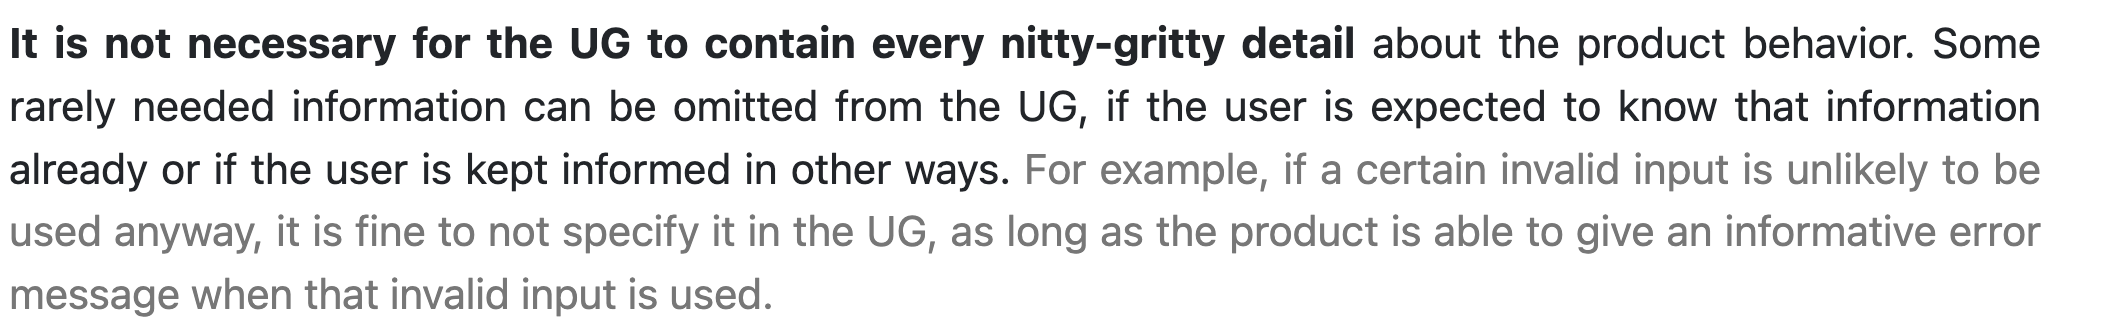 It is not necessary for the UG to contain every nitty-gritty detail about the product behavior. Some
rarely needed information can be omitted from the UG, if the user is expected to know that information
already or if the user is kept informed in other ways. For example, if a certain invalid input is unlikely to be
used anyway, it is fine to not specify it in the UG, as long as the product is able to give an informative error
message when that invalid input is used.